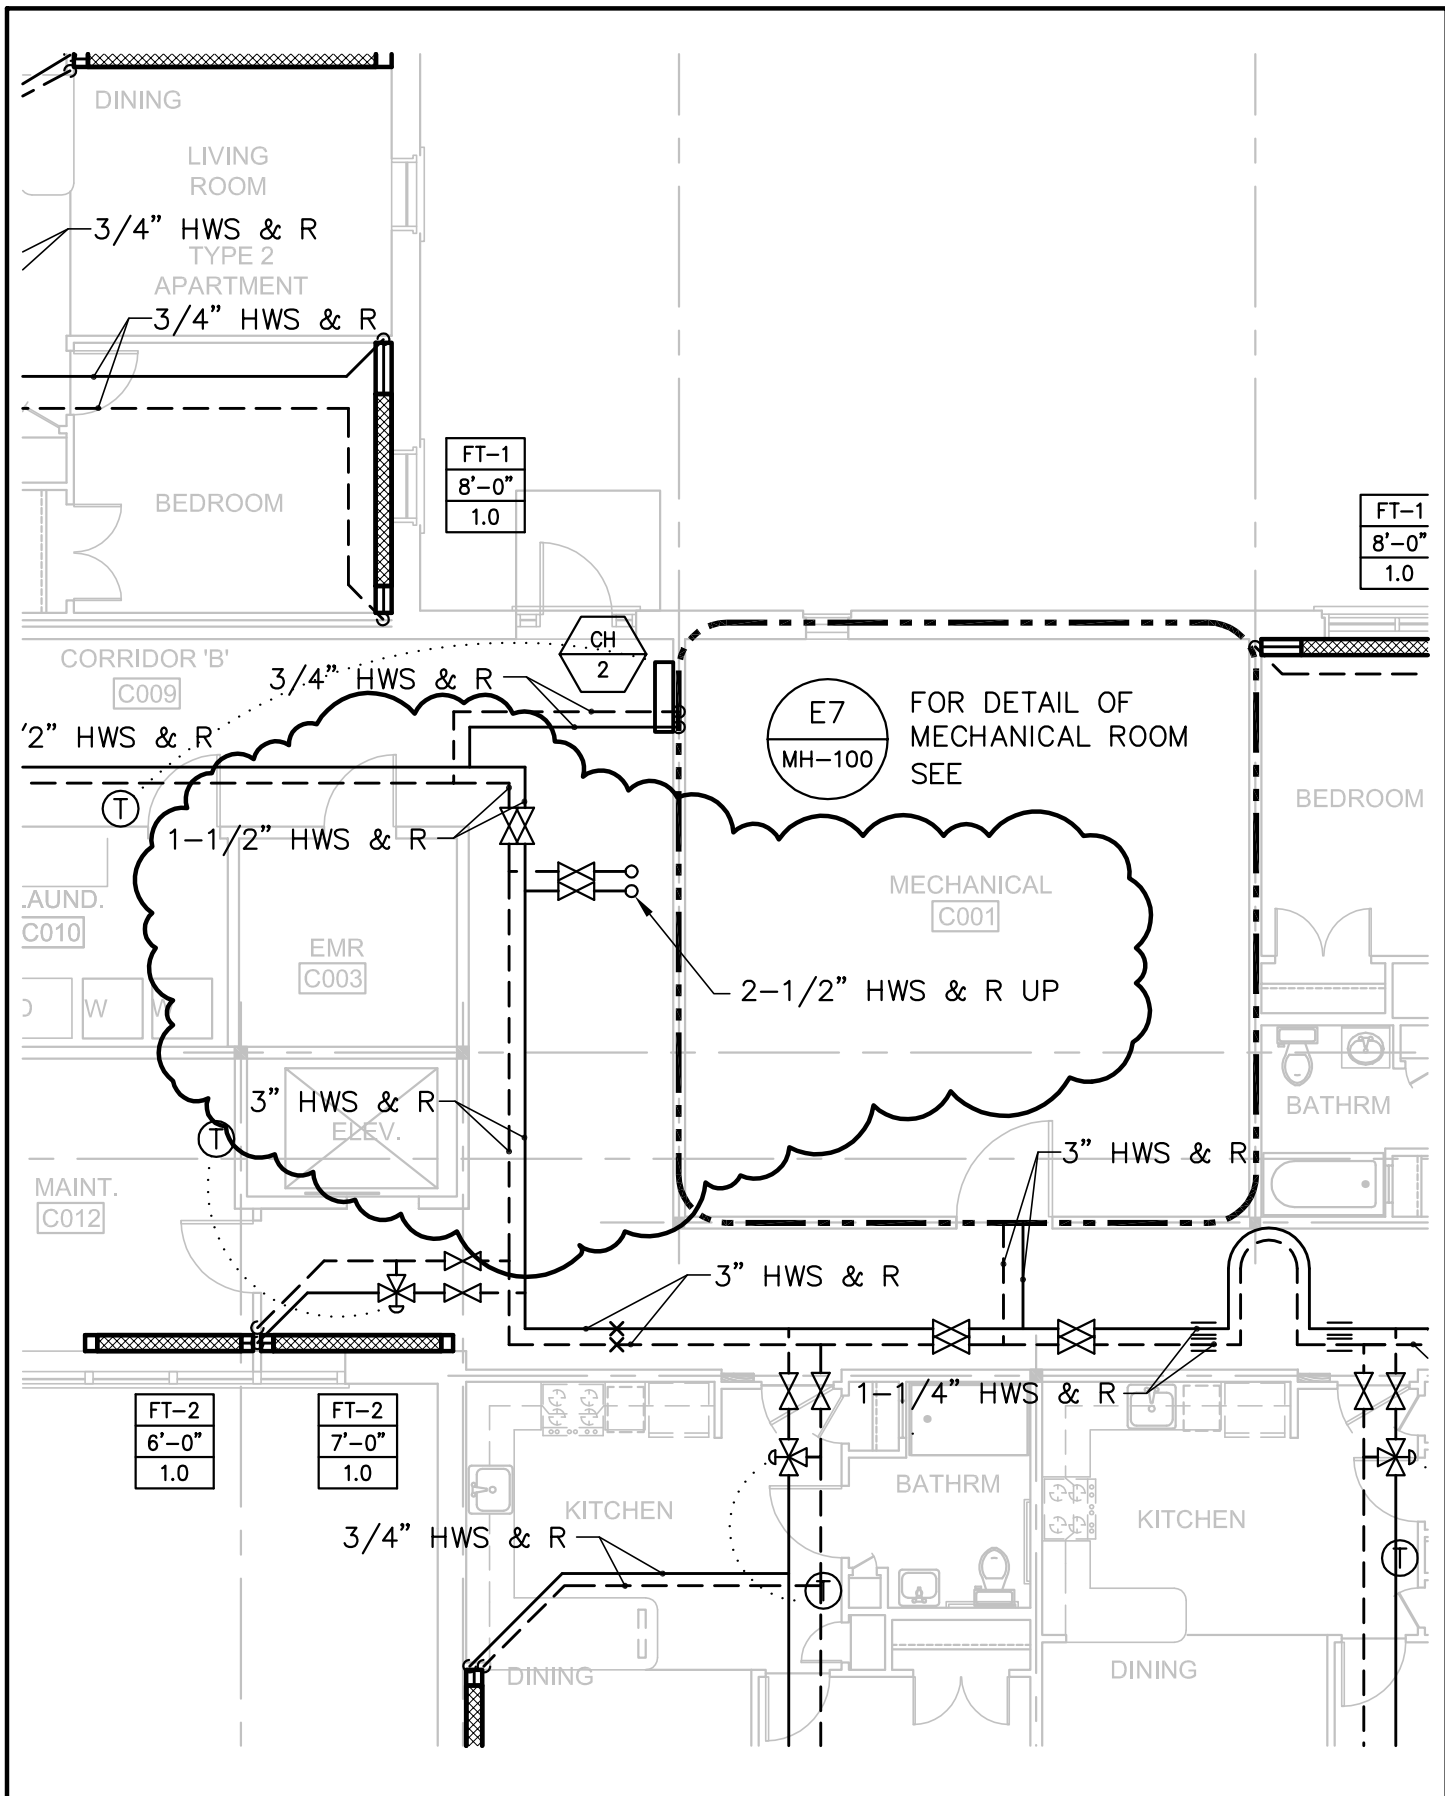 DINING
LIVING
ROOM
3/4" HWS & R
TYPE 2
APARTMENT
3/4" HWS & R
FT-1
8'-0"
1.0
BEDROOM
FT-1
8'-0"
1.0
CH
2
CORRIDOR 'B'
C009
3/4" HWS & R
E7
MH-100
FOR DETAIL OF
MECHANICAL ROOM
SEE
/2" HWS & R
T
BEDROOM
1-1/2" HWS & R
MECHANICAL
C001
LAUND.
C010
EMR
C003
2-1/2" HWS & R UP
D
W
W
3" HWS & R
BATHRM
T
ELEV.
3" HWS & R
MAINT.
C012
3" HWS & R
1-1/4" HWS & R
FT-2
6'-0"
1.0
FT-2
7'-0"
1.0
BATHRM
KITCHEN
KITCHEN
3/4" HWS & R
T
T
DINING
DINING